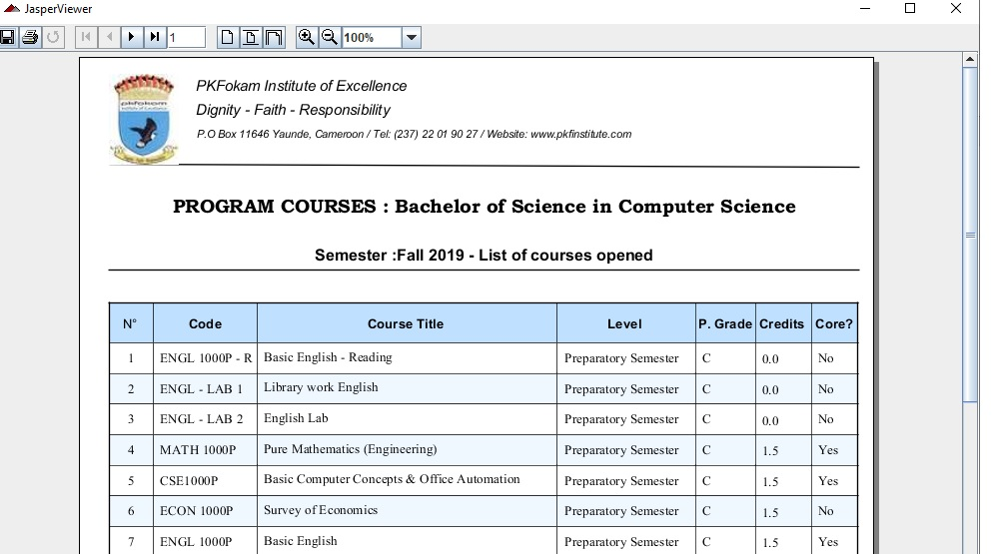 JasperViewer
1
100%
pkfokam
PKFokam Institute of Excellence
Dignity - Faith - Responsibility
P.O Box 11646 Yaunde, Cameroon / Tel: (237) 22 01 90 27 / Website: www.pkfinstitute.com
PROGRAM COURSES : Bachelor of Science in Computer Science
Semester :Fall 2019 - List of courses opened
N° Code Course Title Level P. Grade Credits Core?
1 ENGL 1000P - R Basic English - Reading Preparatory Semester C 0.0 No
2 ENGL - LAB 1 Library work English Preparatory Semester C 0.0 No
3 ENGL - LAB 2 English Lab Preparatory Semester C 0.0 No
4 MATH 1000P Pure Mathematics (Engineering) Preparatory Semester C 1.5 Yes
5 CSE1000P Basic Computer Concepts & Office Automation Preparatory Semester C 1.5 Yes
6 ECON 1000P Survey of Economics Preparatory Semester C 1.5 No
7 ENGL 1000P Basic English Preparatory Semester C 1.5 Yes